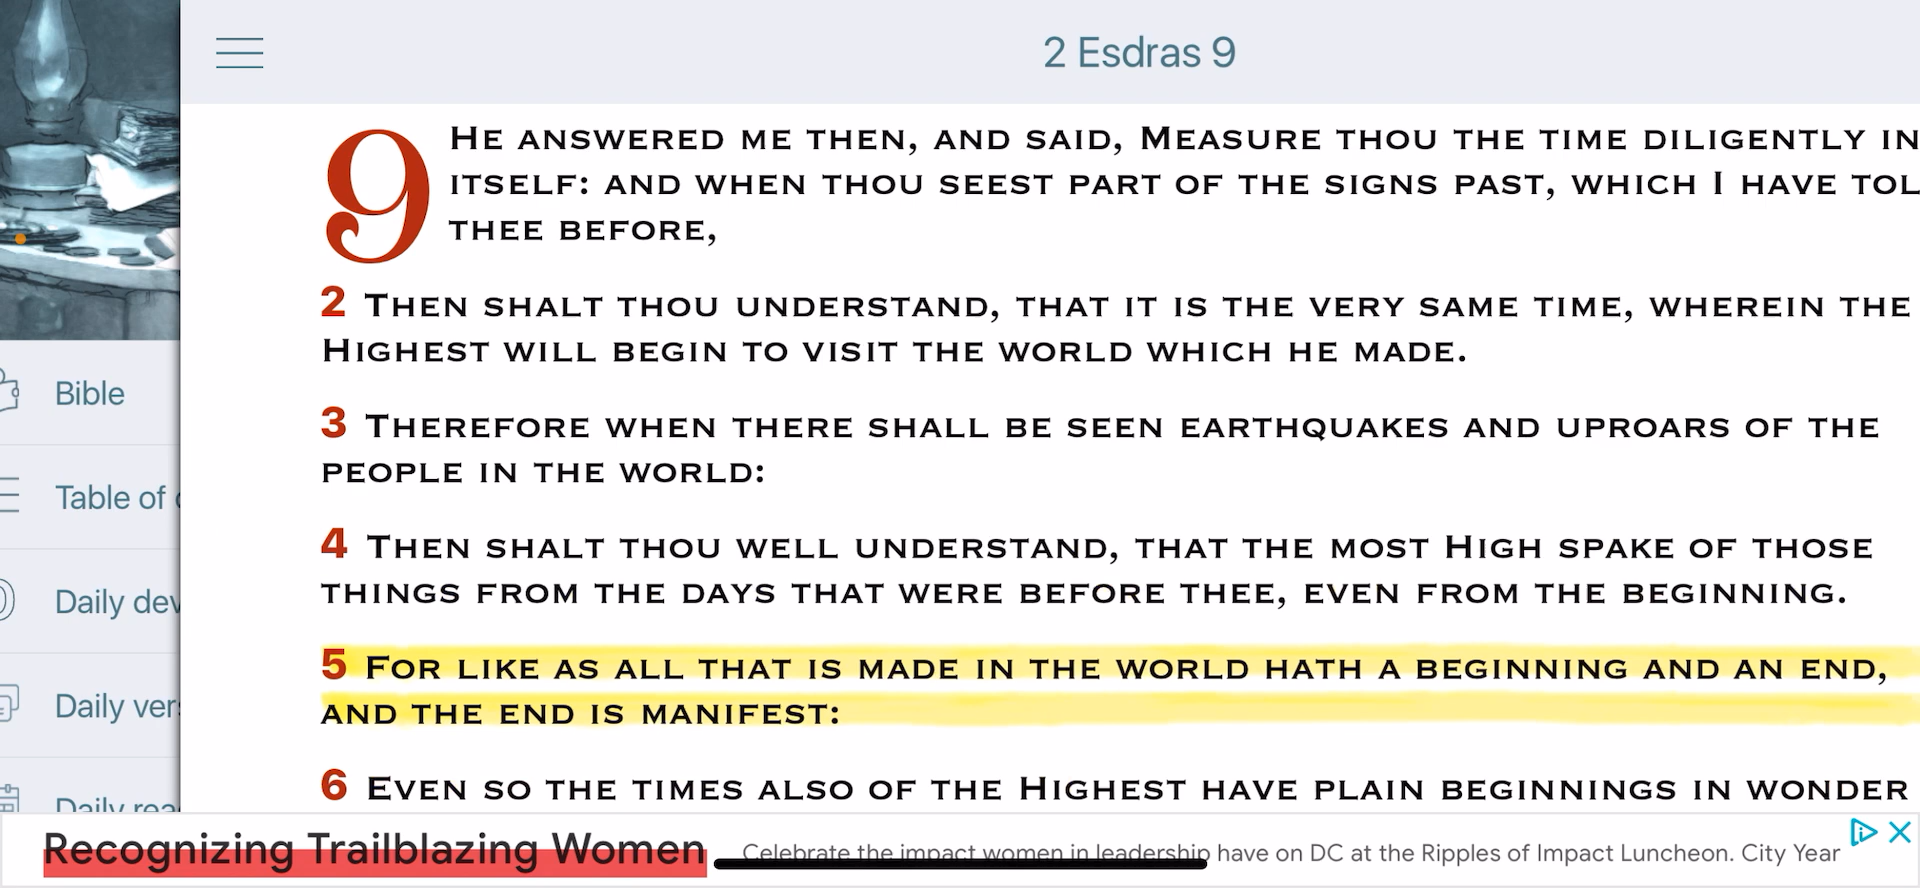 2 Esdras 9
9 He answered me then, and said, Measure thou the time diligently in
itself: and when thou seest part of the signs past, which I have tol
thee before,
2 Then shalt thou understand, that it is the very same time, wherein the
Highest will begin to visit the world which he made.
3 Therefore when there shall be seen earthquakes and uproars of the
people in the world:
4 Then shalt thou well understand, that the most High spake of those
things from the days that were before thee, even from the beginning.
5 For like as all that is made in the world hath a beginning and an end,
and the end is manifest:
6 Even so the times also of the Highest have plain beginnings in wonder
Bible
Table of
Daily dev
Daily ver
Daily rea
Recognizing Trailblazing Women
Celebrate the impact women in leadership have on DC at the Ripples of Impact Luncheon. City Year